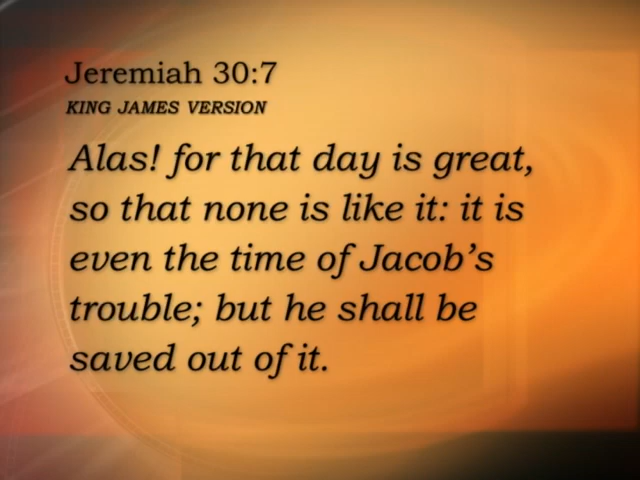 Jeremiah 30:7
KING JAMES VERSION
Alas! for that day is great,
so that none is like it: it is
even the time of Jacob's
trouble; but he shall be
saved out of it.